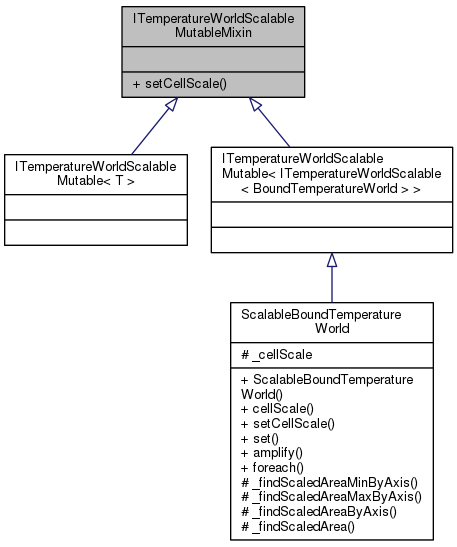 ITemperatureWorldScalable
MutableMixin
+ setCellScale()
ITemperatureWorldScalable
Mutable< T >
ITemperatureWorldScalable
Mutable< ITemperatureWorldScalable
< BoundTemperatureWorld > >
ScalableBoundTemperature
World
# _cellScale
+ ScalableBoundTemperature
World()
+ cellScale()
+ setCellScale()
+ set()
+ amplify()
+ foreach()
# _findScaledAreaMinByAxis()
# _findScaledAreaMaxByAxis()
# _findScaledAreaByAxis()
# _findScaledArea()